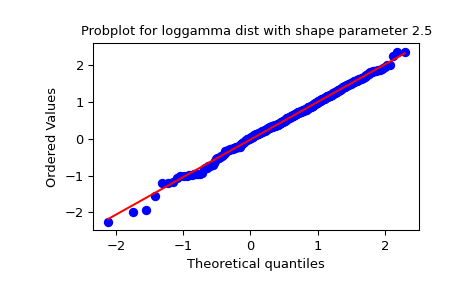 Probplot for loggamma dist with shape parameter 2.5
2
1
0
−1
−2
Ordered Values
−2 −1 0 1 2
Theoretical quantiles